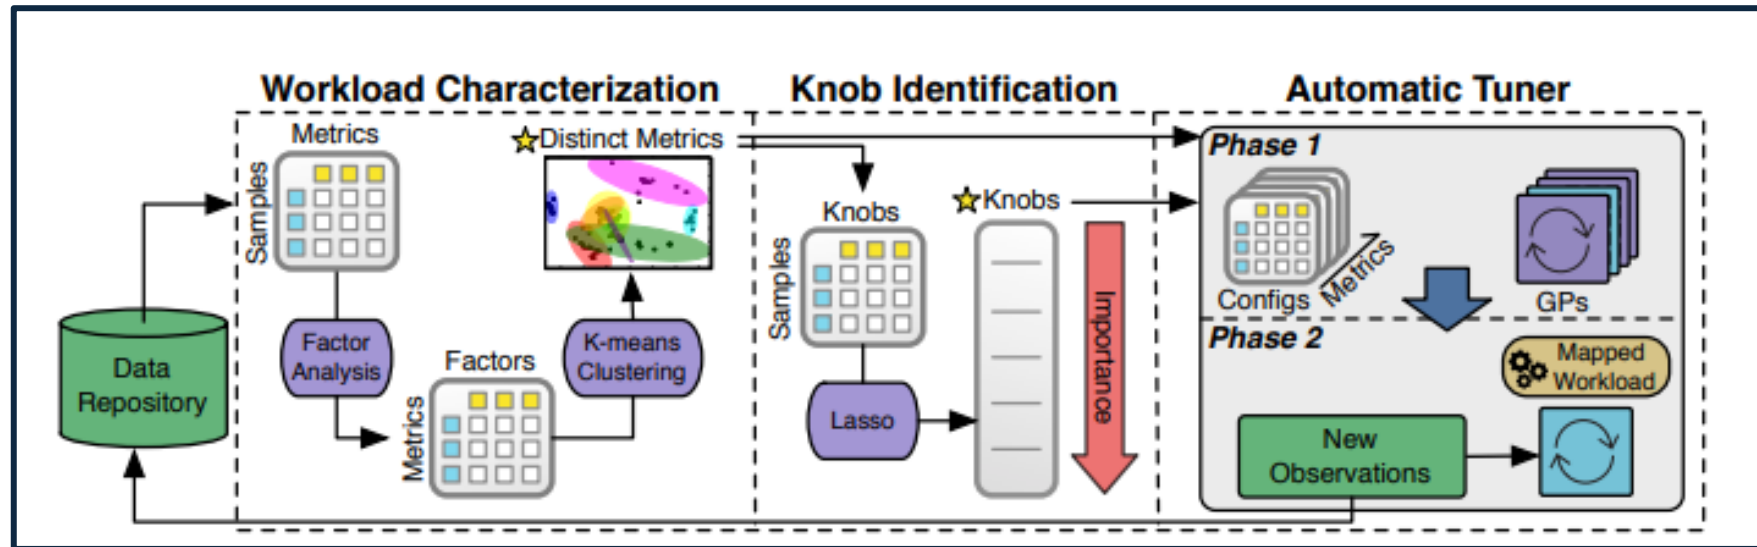 Workload Characterization
Knob Identification
Automatic Tuner
Data
Repository
Metrics
Samples
Factor
Analysis
Factors
Metrics
K-means
Clustering
Distinct Metrics
Knobs
Samples
Lasso
Knobs
Importance
Phase 1
Configs
Metrics
GPs
Phase 2
Mapped
Workload
New
Observations